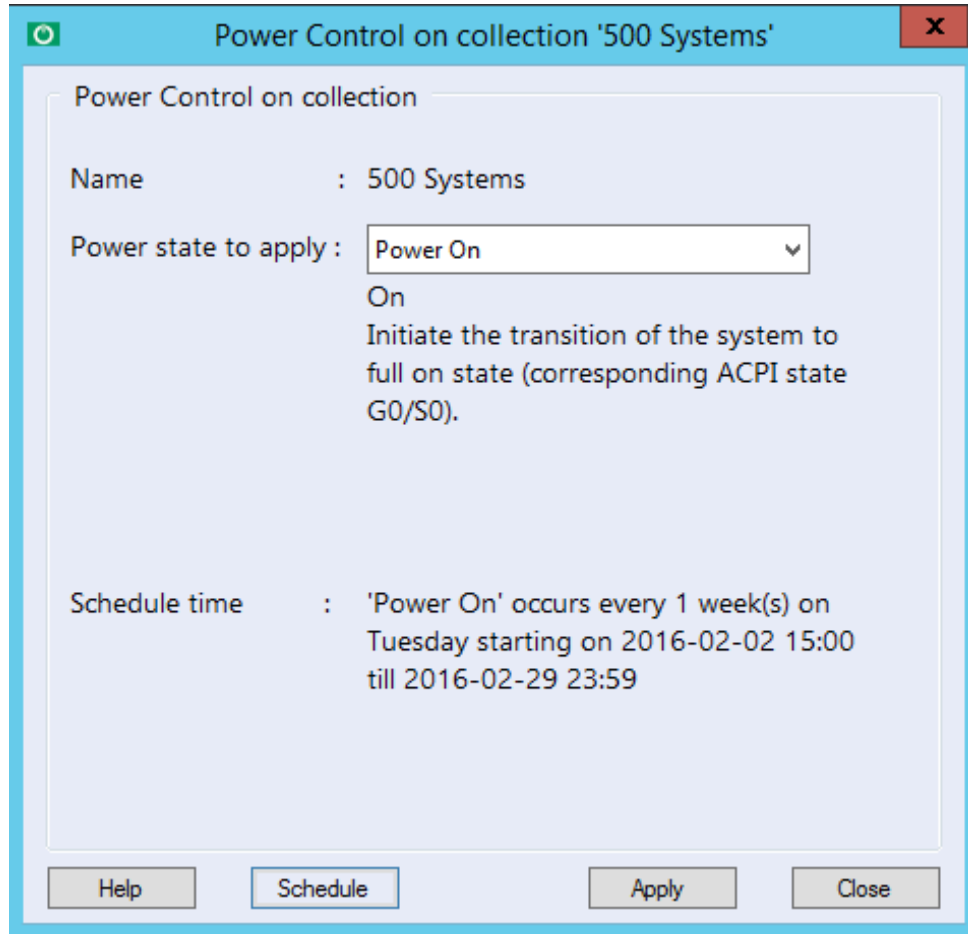 Power Control on collection '500 Systems'
x
Power Control on collection
Name : 500 Systems
Power state to apply : Power On
On
Initiate the transition of the system to
full on state (corresponding ACPI state
G0/S0).
Schedule time : 'Power On' occurs every 1 week(s) on
Tuesday starting on 2016-02-02 15:00
till 2016-02-29 23:59
Help Schedule Apply Close